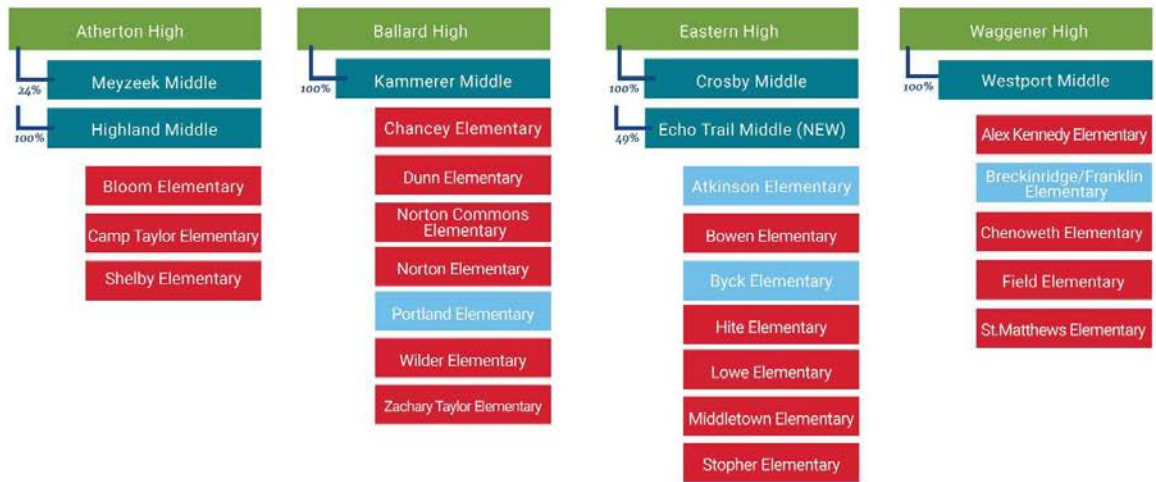 Atherton High
24%
Meyzeek Middle
100%
Highland Middle
Bloom Elementary
Camp Taylor Elementary
Shelby Elementary
Ballard High
100%
Kammerer Middle
Chancey Elementary
Dunn Elementary
Norton Commons
Elementary
Norton Elementary
Portland Elementary
Wilder Elementary
Zachary Taylor Elementary
Eastern High
100%
Crosby Middle
49%
Echo Trail Middle (NEW)
Atkinson Elementary
Bowen Elementary
Byck Elementary
Hite Elementary
Lowe Elementary
Middletown Elementary
Stopher Elementary
Waggener High
100%
Westport Middle
Alex Kennedy Elementary
Breckinridge/Franklin
Elementary
Chenoweth Elementary
Field Elementary
St.Matthews Elementary